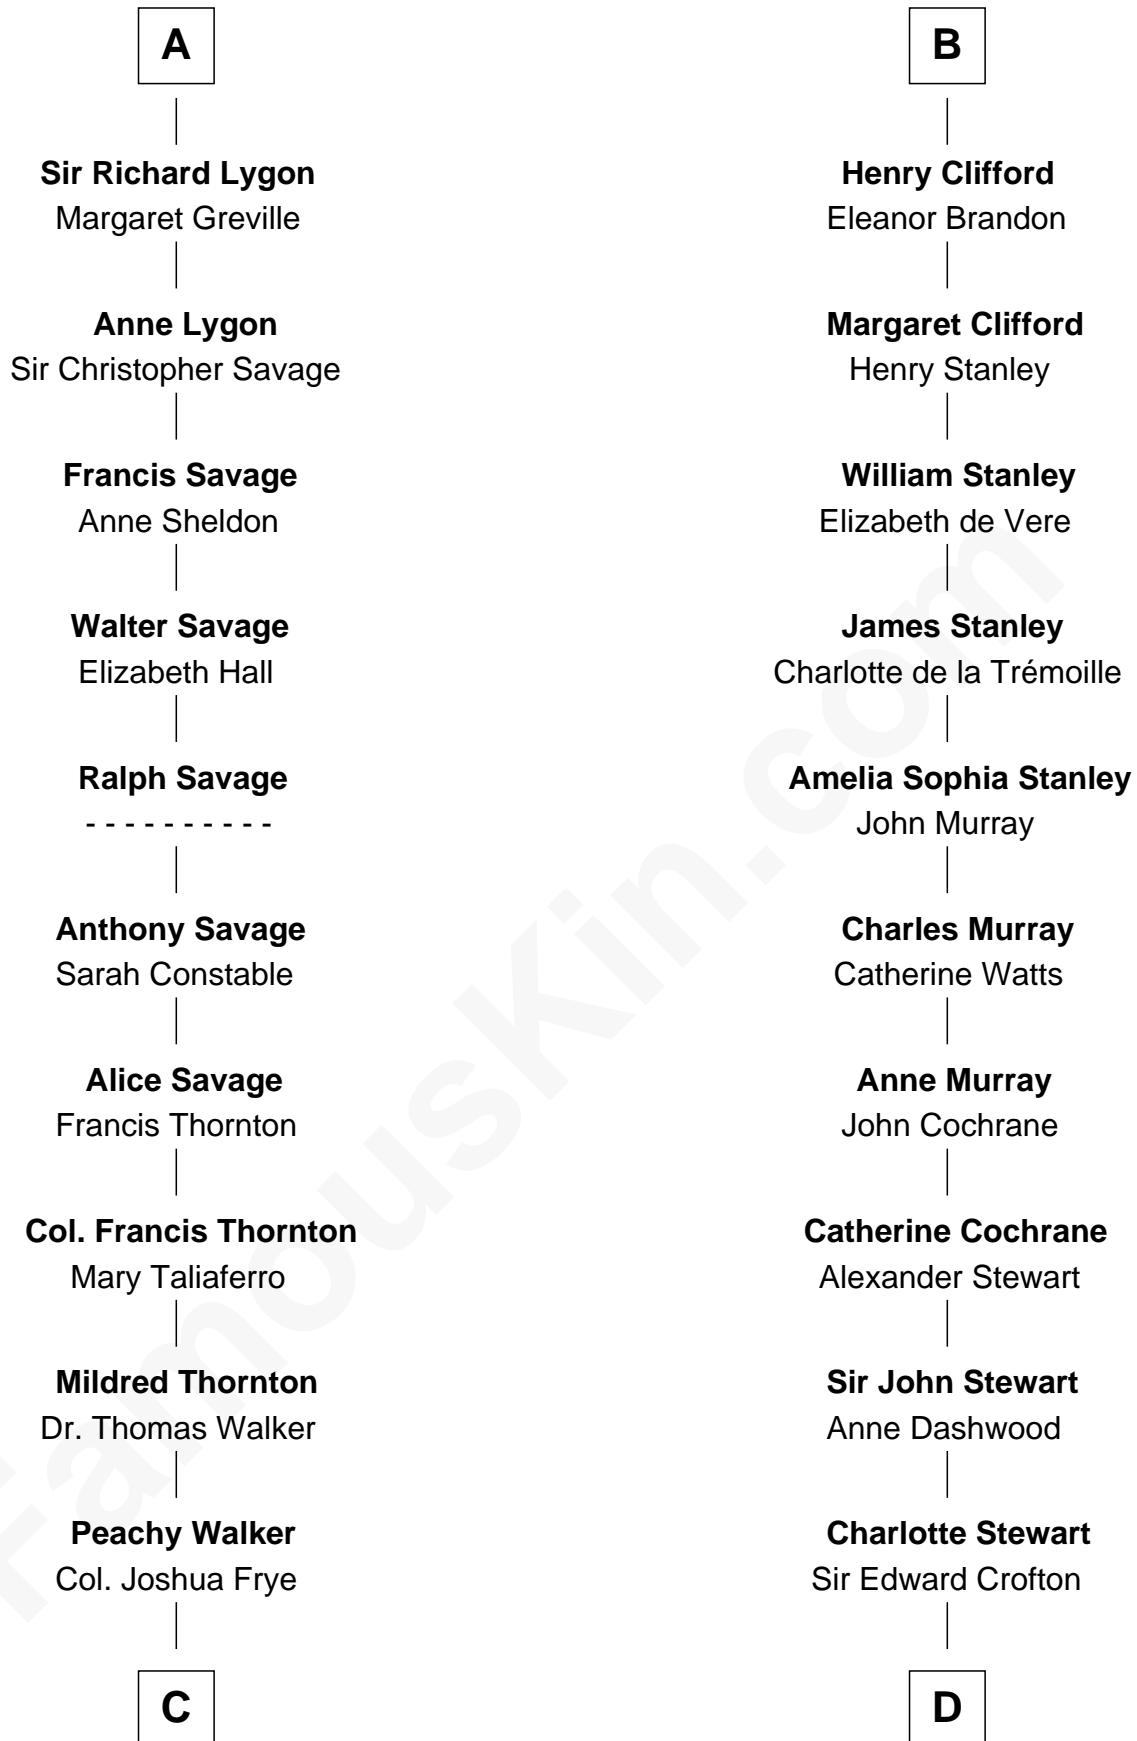 A
Sir Richard Lygon
Margaret Greville
Anne Lygon
Sir Christopher Savage
Francis Savage
Anne Sheldon
Walter Savage
Elizabeth Hall
Ralph Savage
- - - - - - - - - -
Anthony Savage
Sarah Constable
Alice Savage
Francis Thornton
Col. Francis Thornton
Mary Taliaferro
Mildred Thornton
Dr. Thomas Walker
Peachy Walker
Col. Joshua Frye
C
B
Henry Clifford
Eleanor Brandon
Margaret Clifford
Henry Stanley
William Stanley
Elizabeth de Vere
James Stanley
Charlotte de la Trémoille
Amelia Sophia Stanley
John Murray
Charles Murray
Catherine Watts
Anne Murray
John Cochrane
Catherine Cochrane
Alexander Stewart
Sir John Stewart
Anne Dashwood
Charlotte Stewart
Sir Edward Crofton
D
FamousKin.com